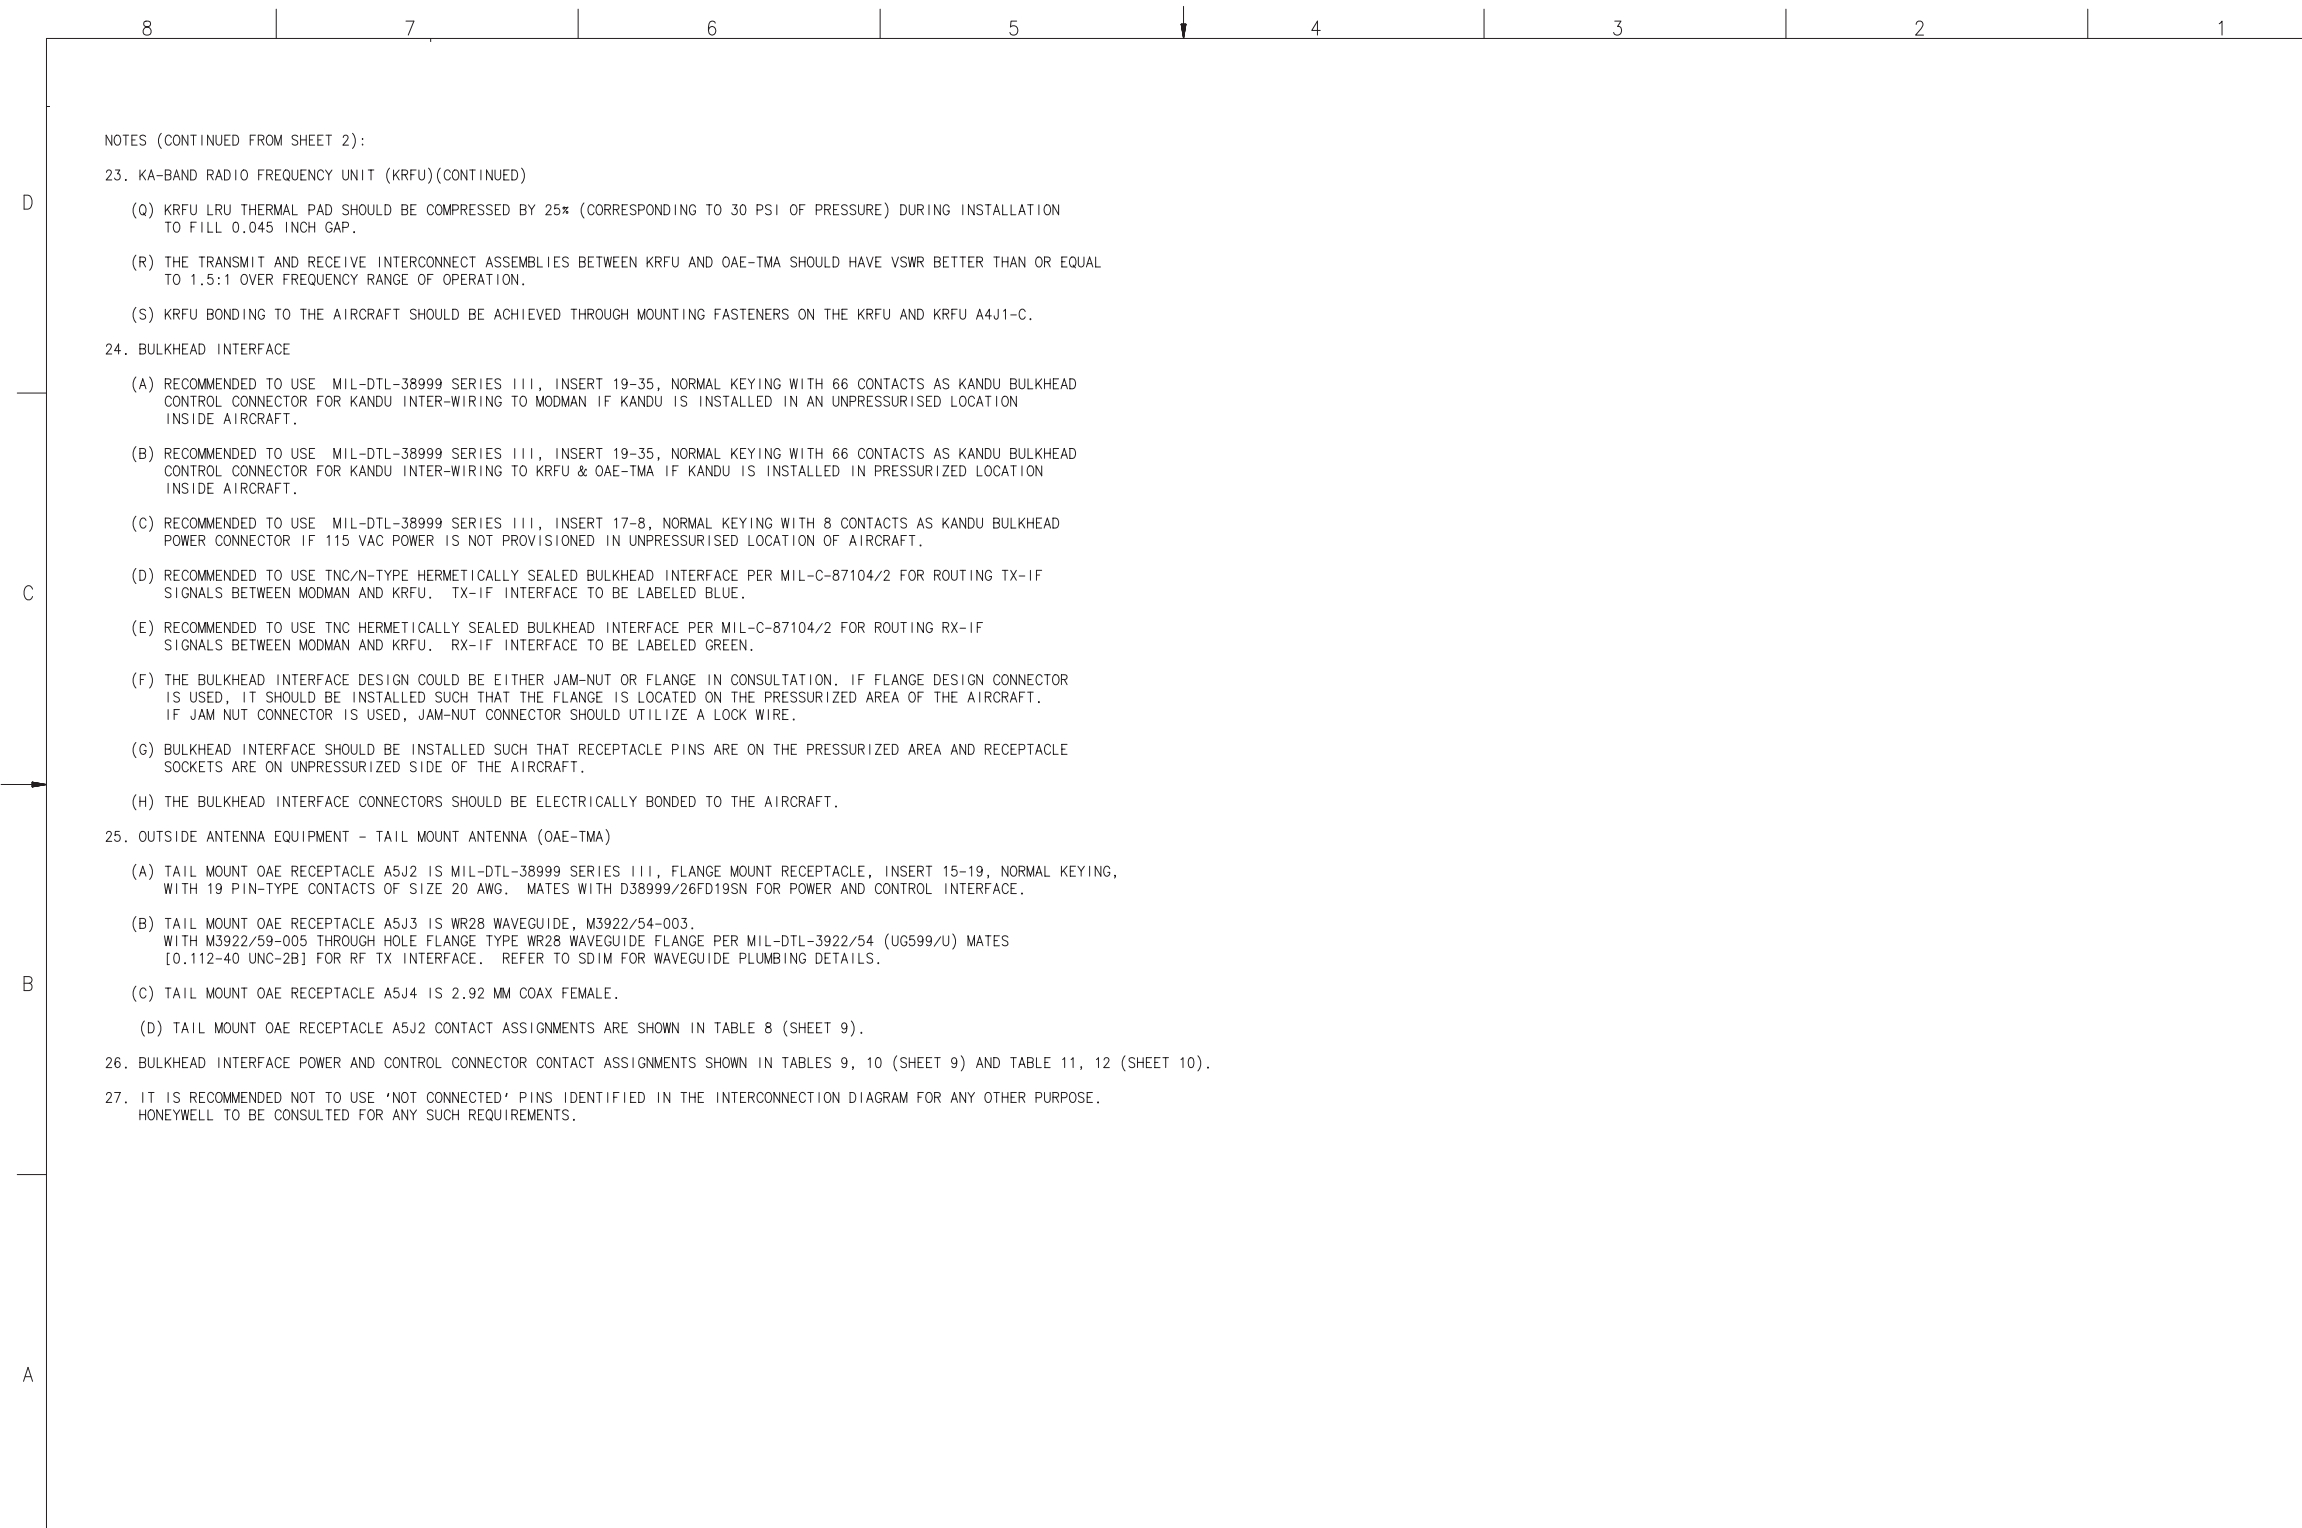 8 7 6 5 4 3 2 1
NOTES (CONTINUED FROM SHEET 2):
23. KA-BAND RADIO FREQUENCY UNIT (KRFU)(CONTINUED)
D
(Q) KRFU LRU THERMAL PAD SHOULD BE COMPRESSED BY 25% (CORRESPONDING TO 30 PSI OF PRESSURE) DURING INSTALLATION
TO FILL 0.045 INCH GAP.
(R) THE TRANSMIT AND RECEIVE INTERCONNECT ASSEMBLIES BETWEEN KRFU AND OAE-TMA SHOULD HAVE VSWR BETTER THAN OR EQUAL
TO 1.5:1 OVER FREQUENCY RANGE OF OPERATION.
(S) KRFU BONDING TO THE AIRCRAFT SHOULD BE ACHIEVED THROUGH MOUNTING FASTENERS ON THE KRFU AND KRFU A4J1-C.
24. BULKHEAD INTERFACE
(A) RECOMMENDED TO USE  MIL-DTL-38999 SERIES III, INSERT 19-35, NORMAL KEYING WITH 66 CONTACTS AS KANDU BULKHEAD
CONTROL CONNECTOR FOR KANDU INTER-WIRING TO MODMAN IF KANDU IS INSTALLED IN AN UNPRESSURISED LOCATION
INSIDE AIRCRAFT.
(B) RECOMMENDED TO USE  MIL-DTL-38999 SERIES III, INSERT 19-35, NORMAL KEYING WITH 66 CONTACTS AS KANDU BULKHEAD
CONTROL CONNECTOR FOR KANDU INTER-WIRING TO KRFU & OAE-TMA IF KANDU IS INSTALLED IN PRESSURIZED LOCATION
INSIDE AIRCRAFT.
(C) RECOMMENDED TO USE  MIL-DTL-38999 SERIES III, INSERT 17-8, NORMAL KEYING WITH 8 CONTACTS AS KANDU BULKHEAD
POWER CONNECTOR IF 115 VAC POWER IS NOT PROVISIONED IN UNPRESSURISED LOCATION OF AIRCRAFT.
(D) RECOMMENDED TO USE TNC/N-TYPE HERMETICALLY SEALED BULKHEAD INTERFACE PER MIL-C-87104/2 FOR ROUTING TX-IF
C
SIGNALS BETWEEN MODMAN AND KRFU.  TX-IF INTERFACE TO BE LABELED BLUE.
(E) RECOMMENDED TO USE TNC HERMETICALLY SEALED BULKHEAD INTERFACE PER MIL-C-87104/2 FOR ROUTING RX-IF
SIGNALS BETWEEN MODMAN AND KRFU.  RX-IF INTERFACE TO BE LABELED GREEN.
(F) THE BULKHEAD INTERFACE DESIGN COULD BE EITHER JAM-NUT OR FLANGE IN CONSULTATION. IF FLANGE DESIGN CONNECTOR
IS USED, IT SHOULD BE INSTALLED SUCH THAT THE FLANGE IS LOCATED ON THE PRESSURIZED AREA OF THE AIRCRAFT.
IF JAM NUT CONNECTOR IS USED, JAM-NUT CONNECTOR SHOULD UTILIZE A LOCK WIRE.
(G) BULKHEAD INTERFACE SHOULD BE INSTALLED SUCH THAT RECEPTACLE PINS ARE ON THE PRESSURIZED AREA AND RECEPTACLE
SOCKETS ARE ON UNPRESSURIZED SIDE OF THE AIRCRAFT.
(H) THE BULKHEAD INTERFACE CONNECTORS SHOULD BE ELECTRICALLY BONDED TO THE AIRCRAFT.
25. OUTSIDE ANTENNA EQUIPMENT - TAIL MOUNT ANTENNA (OAE-TMA)
(A) TAIL MOUNT OAE RECEPTACLE A5J2 IS MIL-DTL-38999 SERIES III, FLANGE MOUNT RECEPTACLE, INSERT 15-19, NORMAL KEYING,
WITH 19 PIN-TYPE CONTACTS OF SIZE 20 AWG.  MATES WITH D38999/26FD19SN FOR POWER AND CONTROL INTERFACE.
(B) TAIL MOUNT OAE RECEPTACLE A5J3 IS WR28 WAVEGUIDE, M3922/54-003.
WITH M3922/59-005 THROUGH HOLE FLANGE TYPE WR28 WAVEGUIDE FLANGE PER MIL-DTL-3922/54 (UG599/U) MATES
[0.112-40 UNC-2B] FOR RF TX INTERFACE.  REFER TO SDIM FOR WAVEGUIDE PLUMBING DETAILS.
B
(C) TAIL MOUNT OAE RECEPTACLE A5J4 IS 2.92 MM COAX FEMALE.
(D) TAIL MOUNT OAE RECEPTACLE A5J2 CONTACT ASSIGNMENTS ARE SHOWN IN TABLE 8 (SHEET 9).
26. BULKHEAD INTERFACE POWER AND CONTROL CONNECTOR CONTACT ASSIGNMENTS SHOWN IN TABLES 9, 10 (SHEET 9) AND TABLE 11, 12 (SHEET 10).
27. IT IS RECOMMENDED NOT TO USE 'NOT CONNECTED' PINS IDENTIFIED IN THE INTERCONNECTION DIAGRAM FOR ANY OTHER PURPOSE.
HONEYWELL TO BE CONSULTED FOR ANY SUCH REQUIREMENTS.
A